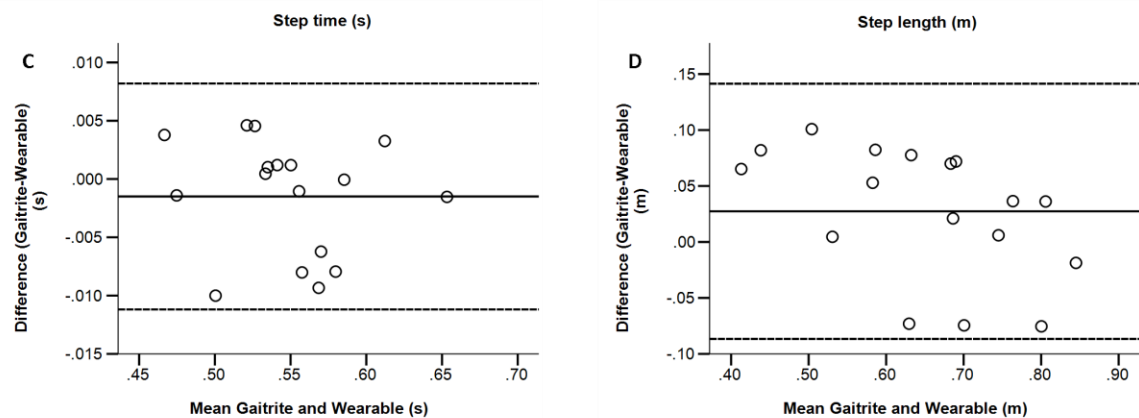 Step time (s)
C
Difference (Gaitrite-Wearable)
(s)
.010
.005
.000
-.005
-.010
-.015
.45 .50 .55 .60 .65 .70
Mean Gaitrite and Wearable (s)
Step length (m)
D
Difference (Gaitrite-Wearable)
(m)
.15
.10
.05
.00
-.05
-.10
.40 .50 .60 .70 .80 .90
Mean Gaitrite and Wearable (m)